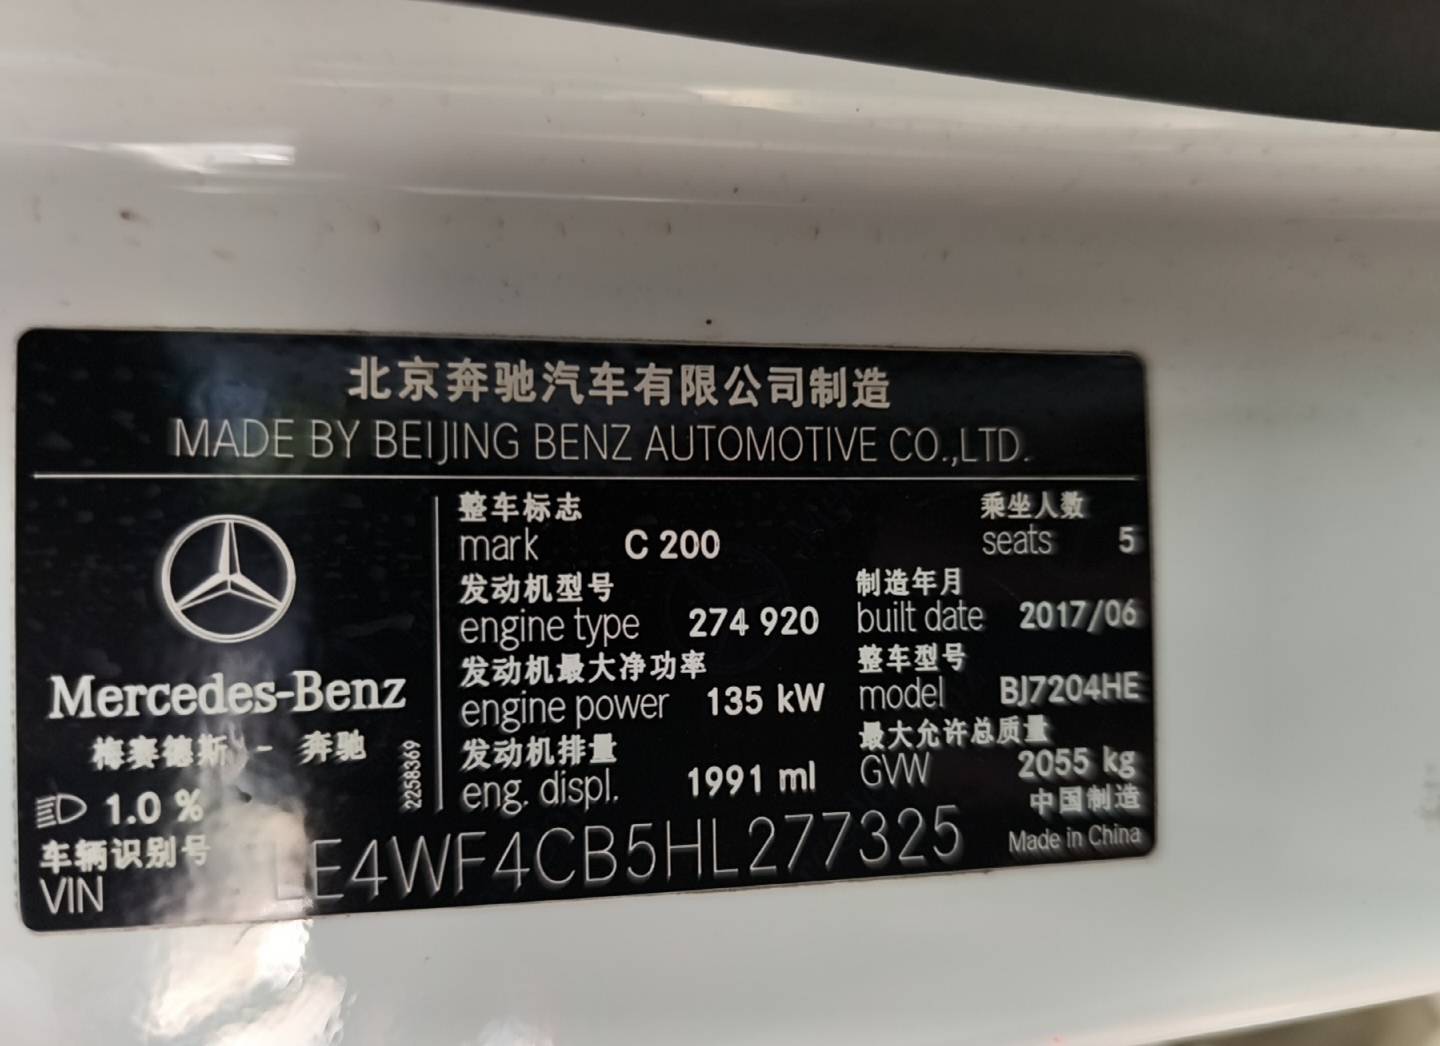 北京奔驰汽车有限公司制造
MADE BY BEIJING BENZ AUTOMOTIVE CO.,LTD.
整车标志
mark C 200
乘坐人数
seats 5
发动机型号
engine type 274 920
制造年月
built date 2017/06
发动机最大净功率
engine power 135 kW
整车型号
model BJ7204HE
发动机排量
eng. displ. 1991 ml
最大允许总质量
GVW 2055 kg
Mercedes-Benz
梅赛德斯 - 奔驰
2258369
1.0 %
中国制造
Made in China
车辆识别号
VIN LE4WF4CB5HL277325